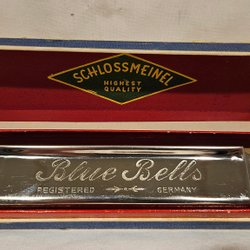 SCHLOSSMEINEL
HIGHEST
QUALITY
Blue Bells
REGISTERED GERMANY